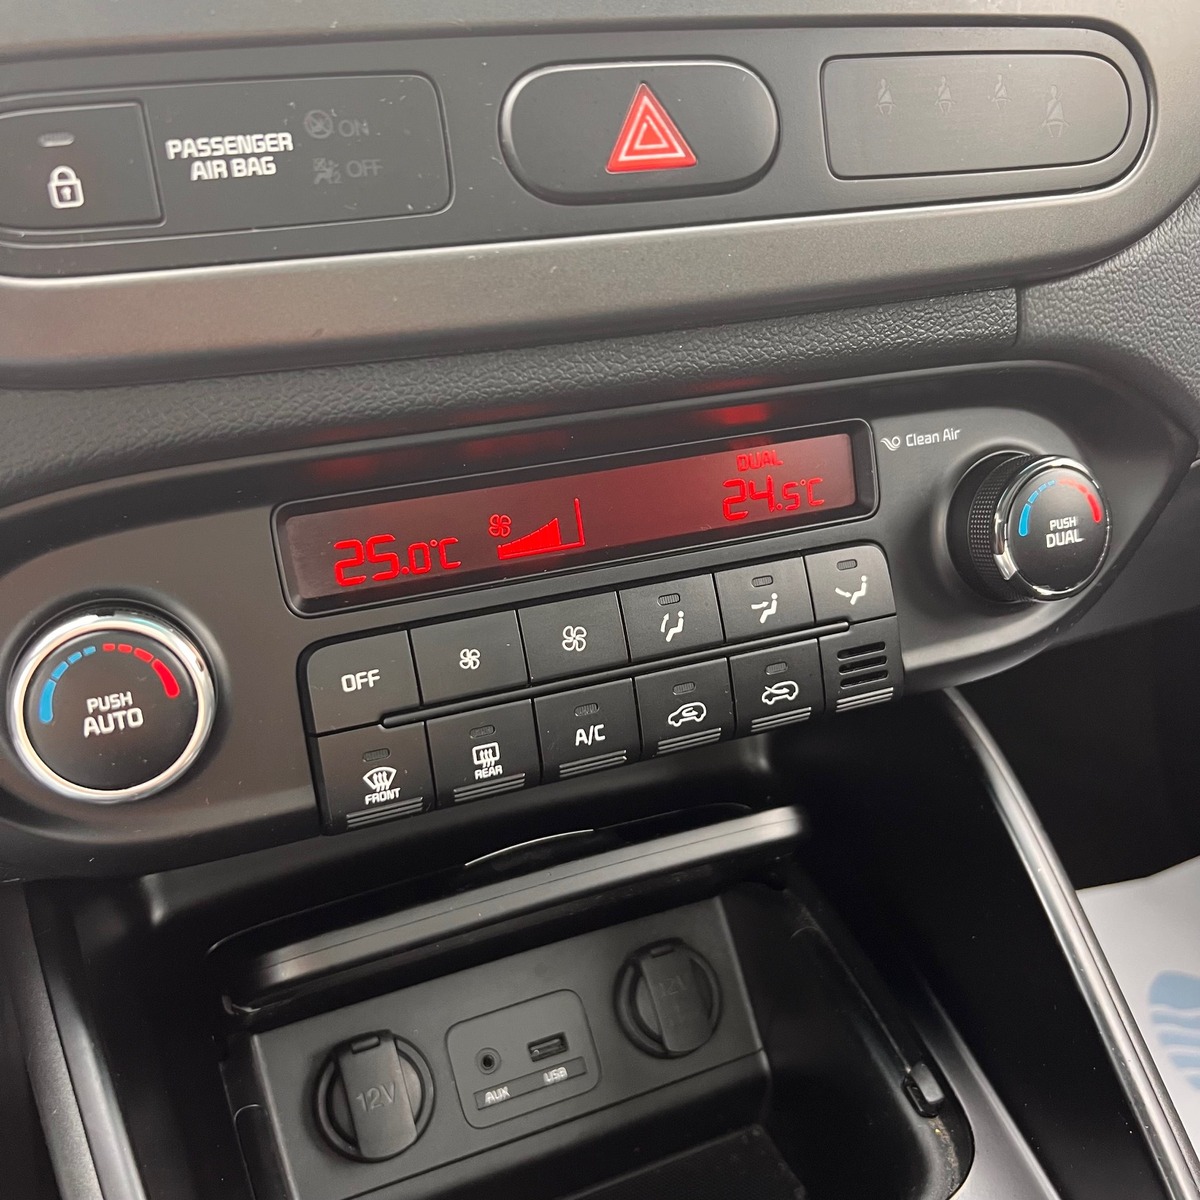 PASSENGER
AIR BAG
ON
OFF
Clean Air
DUAL
25.0°C
24.5°C
PUSH
DUAL
PUSH
AUTO
OFF
FRONT
REAR
A/C
12V
AUX
USB